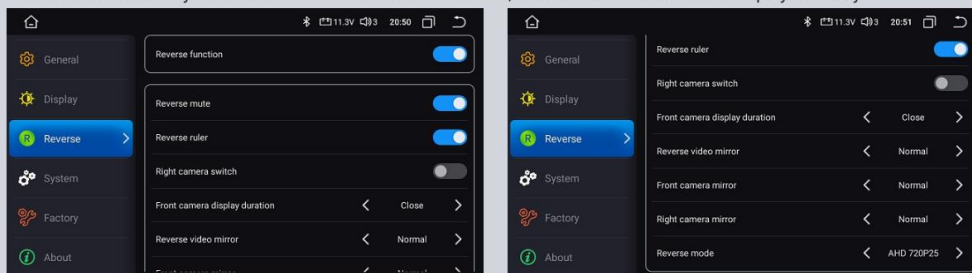 11.3V 3 20:50
General
Display
R Reverse
System
Factory
About
Reverse function
Reverse mute
Reverse ruler
Right camera switch
Front camera display duration Close
Reverse video mirror Normal
11.3V 3 20:51
General
Display
R Reverse
System
Factory
About
Reverse ruler
Right camera switch
Front camera display duration Close
Reverse video mirror Normal
Front camera mirror Normal
Right camera mirror Normal
Reverse mode AHD 720P25